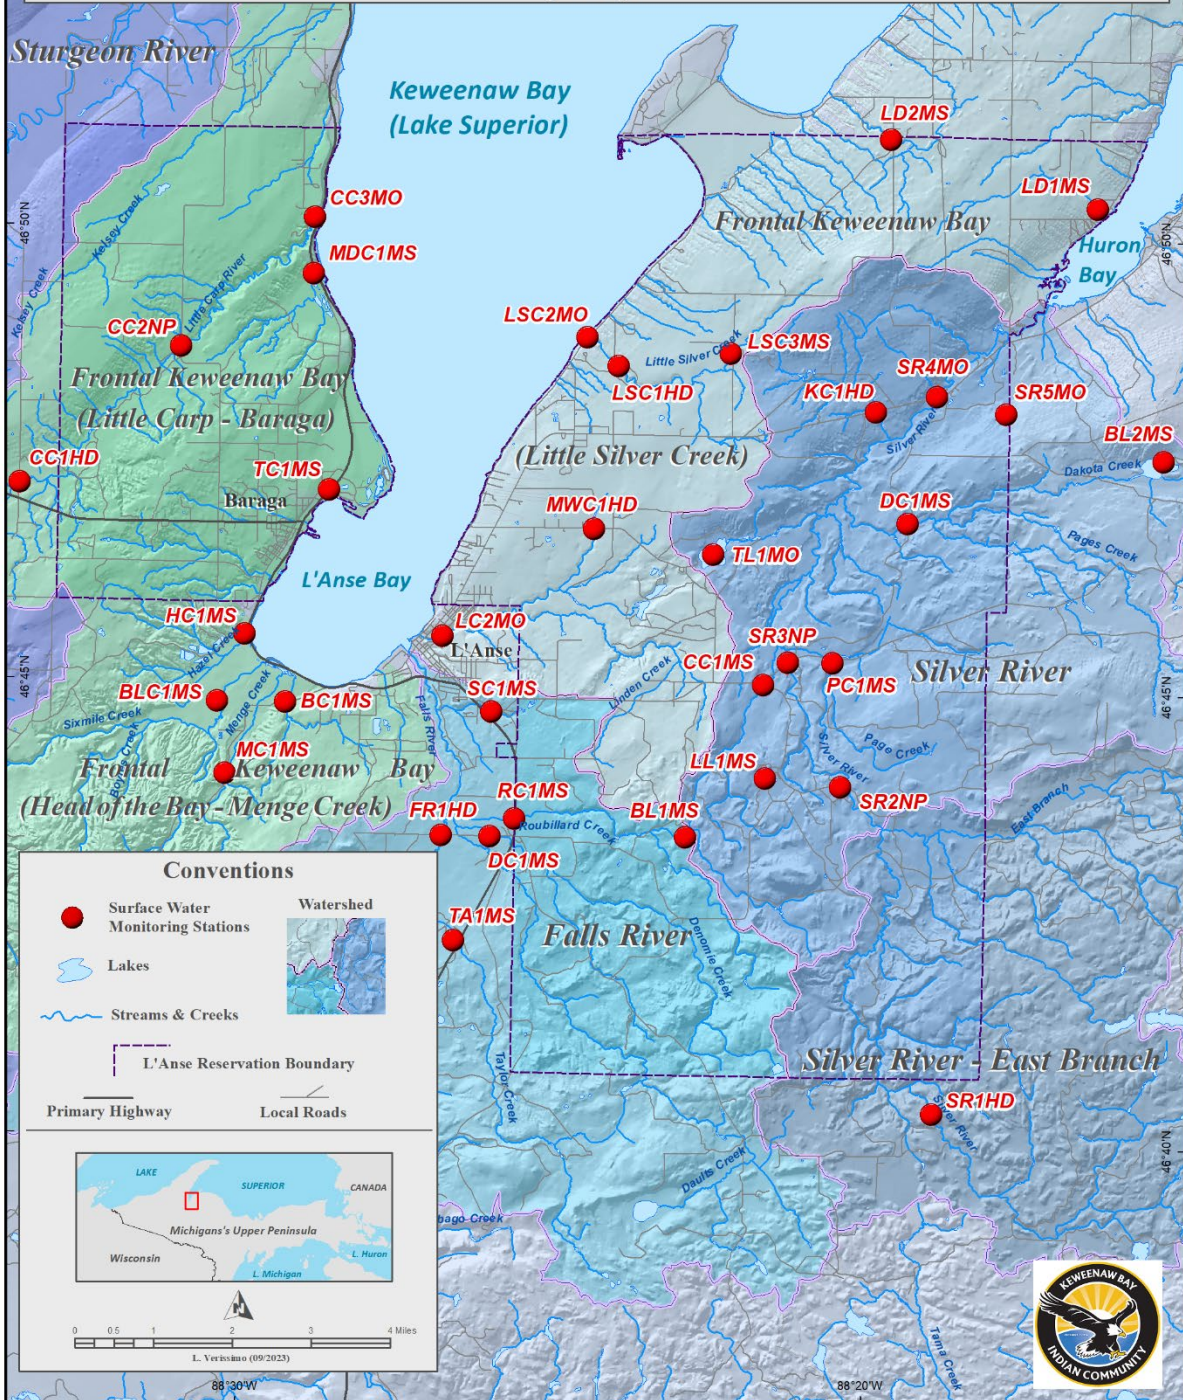 Sturgeon River
Keweenaw Bay
(Lake Superior)
LD2MS
LD1MS
CC3MO
Frontal Keweenaw Bay
Huron
Bay
46°50'N
46°50'N
Kelsey Creek
Kelsey Creek
MDC1MS
Little Carp River
CC2NP
LSC2MO
Little Silver Creek
LSC3MS
LSC1HD
Frontal Keweenaw Bay
(Little Carp - Baraga)
SR4MO
KC1HD
SR5MO
Silver River
BL2MS
Dakota Creek
(Little Silver Creek)
CC1HD
TC1MS
Baraga
MWC1HD
DC1MS
Pages Creek
TL1MO
L'Anse Bay
HC1MS
Hazel Creek
LC2MO
L'Anse
SR3NP
CC1MS
PC1MS
Silver River
46°45'N
46°45'N
Linden Creek
BLC1MS
Menge Creek
BC1MS
SC1MS
Falls River
Sixmile Creek
Page Creek
Silver River
MC1MS
Frontal Keweenaw Bay
(Head of the Bay - Menge Creek)
LL1MS
SR2NP
East Branch
RC1MS
FR1HD
Roubillard Creek
BL1MS
DC1MS
TA1MS
Falls River
Denomie Creek
Taylor Creek
Silver River - East Branch
SR1HD
Silver River
46°40'N
Daults Creek
bago Creek
Tama Creek
Conventions
Surface Water
Monitoring Stations
Watershed
Lakes
Streams & Creeks
L'Anse Reservation Boundary
Primary Highway
Local Roads
LAKE
SUPERIOR
CANADA
Michigans's Upper Peninsula
Wisconsin
L. Huron
L. Michigan
N
0 0.5 1 2 3 4 Miles
L. Verissimo (09/2023)
88°30'W
88°20'W
KEWEENAW BAY
INDIAN COMMUNITY